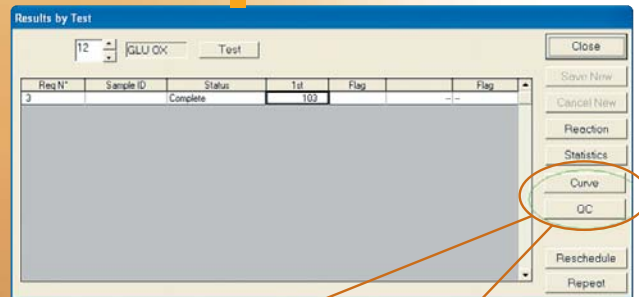 Results by Test
12 GLU OX Test
Close
Save New
Cancel New
Reaction
Statistics
Curve
QC
Reschedule
Repeat
Req N° Sample ID Status 1st Flag Flag
3 Complete 103 -- --